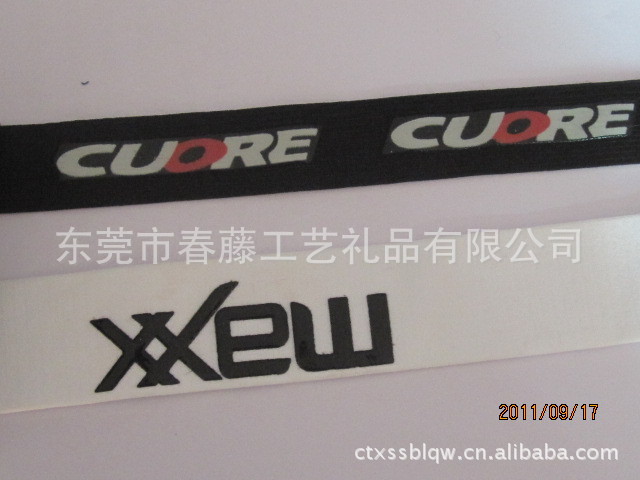 CUORE CUORE
东莞市春藤工艺礼品有限公司
maxx
2011/09/17
ctxssblqw.cn.alibaba.com